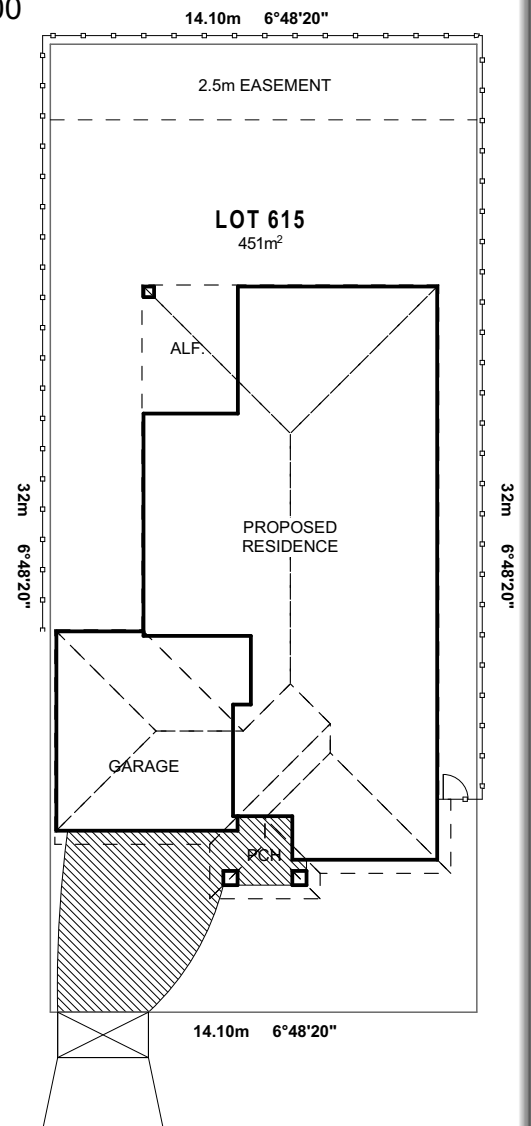 00
14.10m 6°48'20"
2.5m EASEMENT
LOT 615
451m²
ALF.
32m 6°48'20"
32m 6°48'20"
PROPOSED
RESIDENCE
GARAGE
PCH
14.10m 6°48'20"